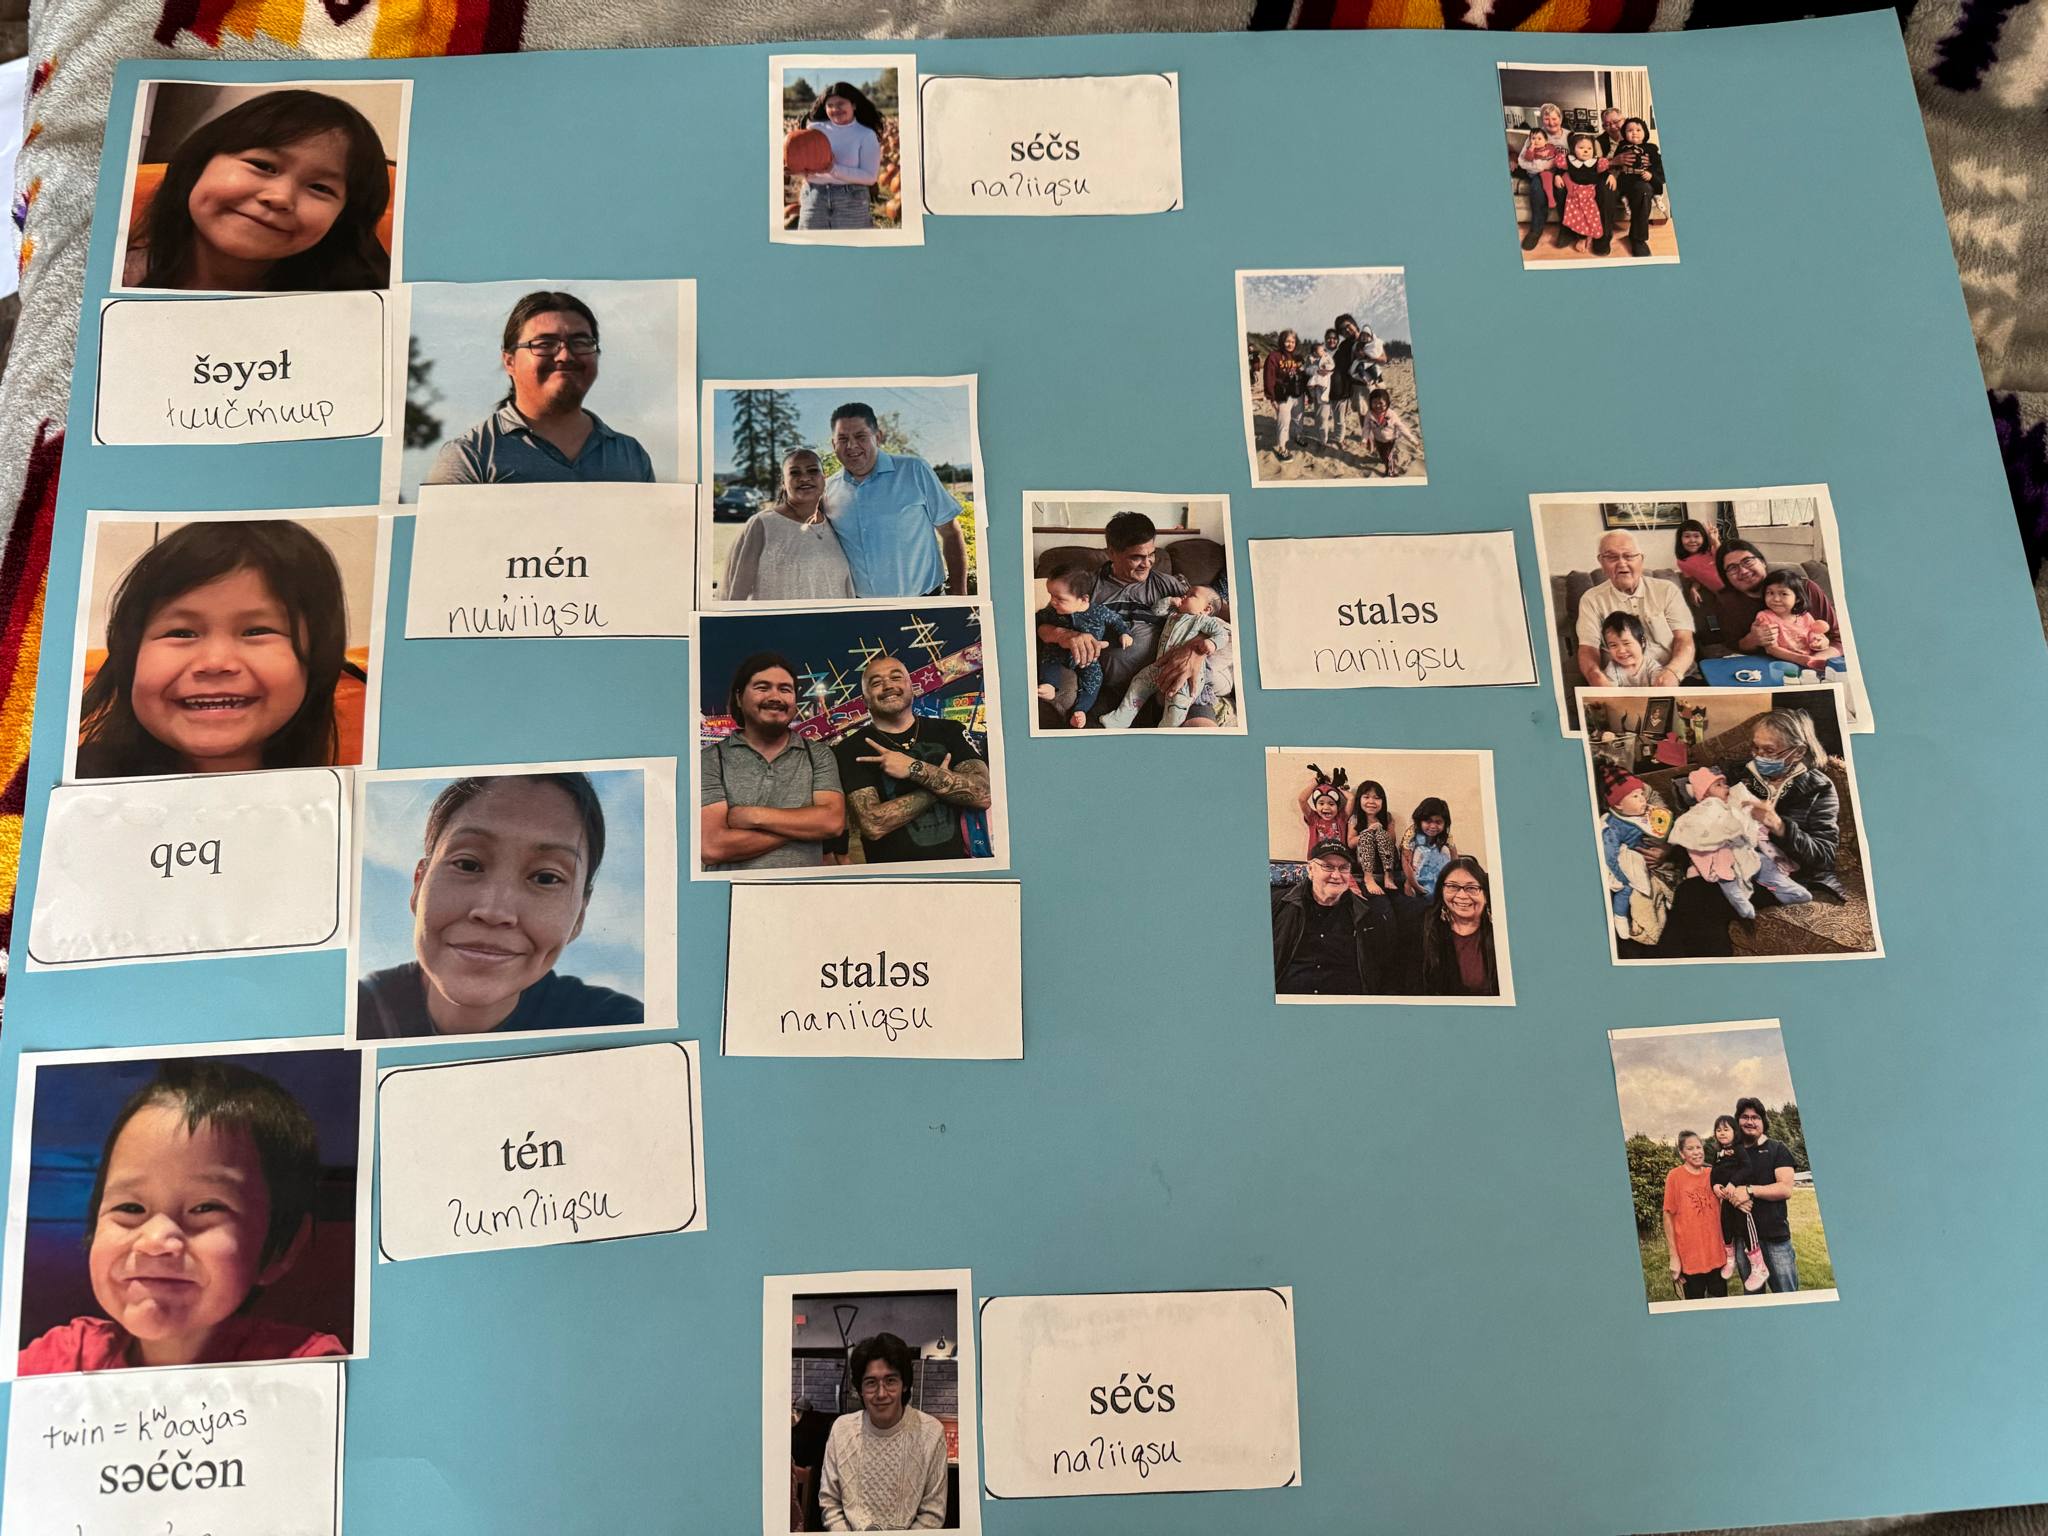 séčs
naʔiiqsu
šəyəł
łuučm̓uup
mén
nuw̓iiqsu
staləs
naniiqsu
qeq
staləs
naniiqsu
tén
ʔumʔiiqsu
séčs
naʔiiqsu
twin = kʷaay̓as
səéčən